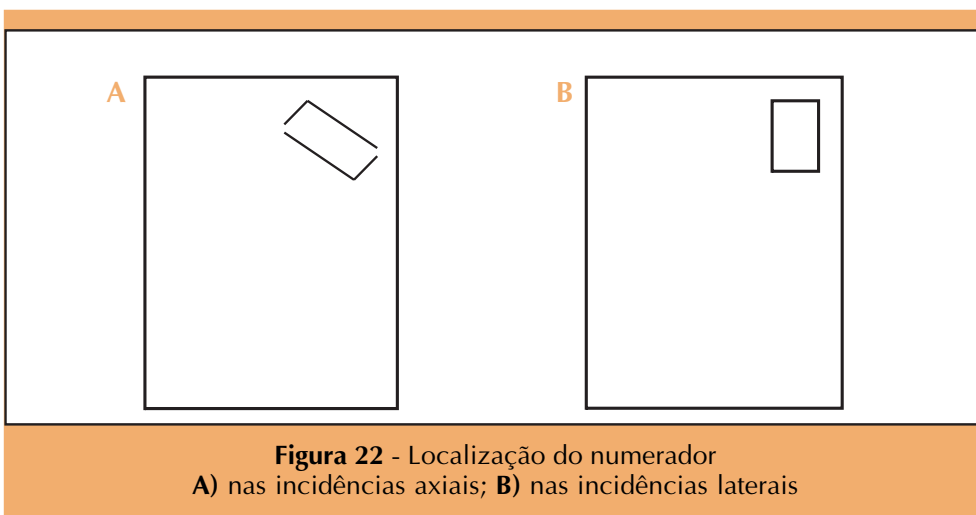 A
B
Figura 22 - Localização do numerador
A) nas incidências axiais; B) nas incidências laterais